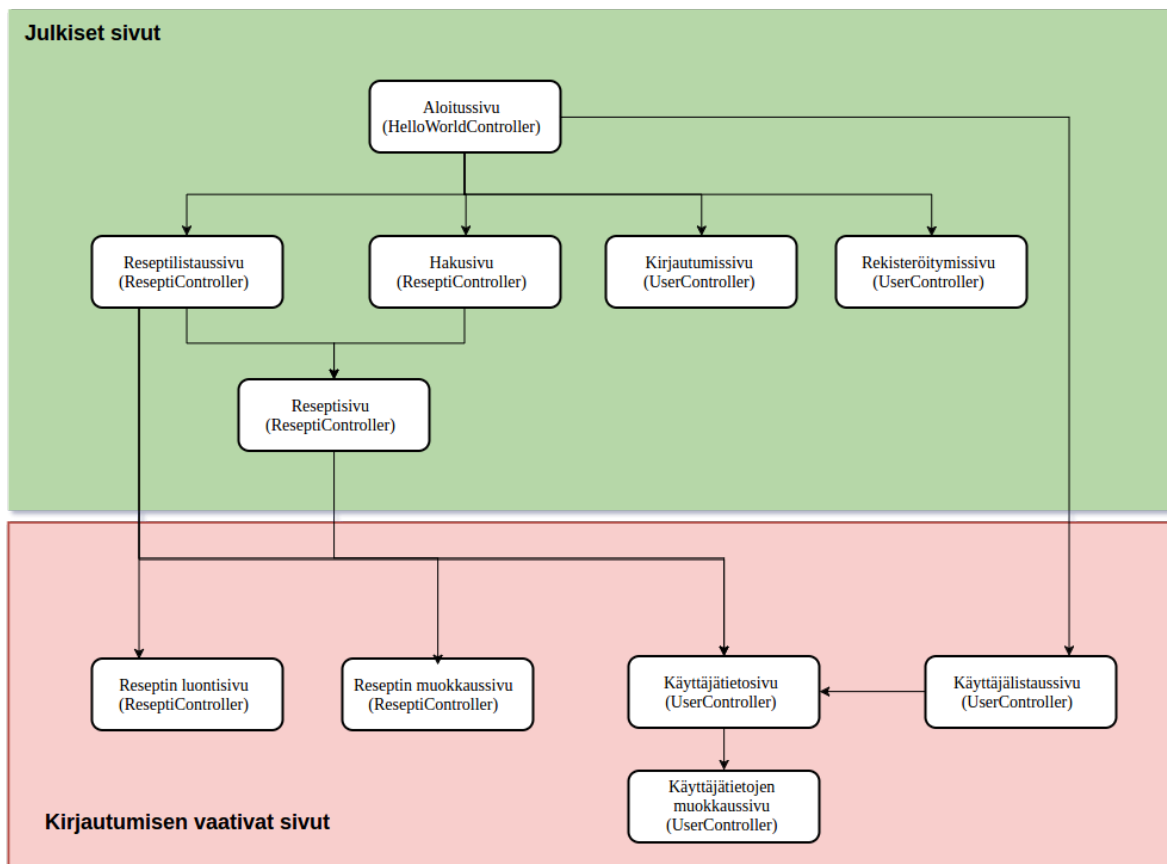 Julkiset sivut
Aloitussivu
(HelloWorldController)
Reseptilistaussivu
(ReseptiController)
Hakusivu
(ReseptiController)
Kirjautumissivu
(UserController)
Rekisteröitymissivu
(UserController)
Reseptisivu
(ReseptiController)
Reseptin luontisivu
(ReseptiController)
Reseptin muokkaussivu
(ReseptiController)
Käyttäjätietosivu
(UserController)
Käyttäjälistaussivu
(UserController)
Käyttäjätietojen
muokkaussivu
(UserController)
Kirjautumisen vaativat sivut